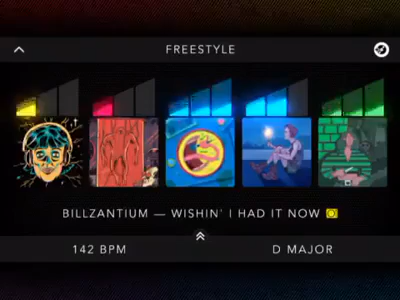 FREESTYLE
BILLZANTIUM — WISHIN' I HAD IT NOW
142 BPM
D MAJOR